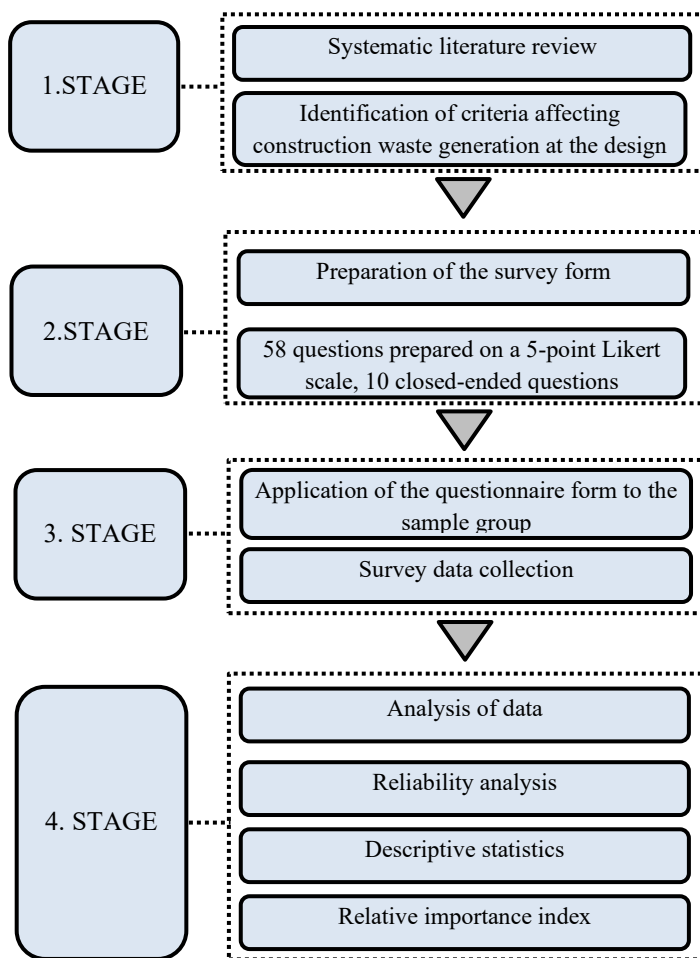 1.STAGE
Systematic literature review
Identification of criteria affecting
construction waste generation at the design
2.STAGE
Preparation of the survey form
58 questions prepared on a 5-point Likert
scale, 10 closed-ended questions
3. STAGE
Application of the questionnaire form to the
sample group
Survey data collection
4. STAGE
Analysis of data
Reliability analysis
Descriptive statistics
Relative importance index